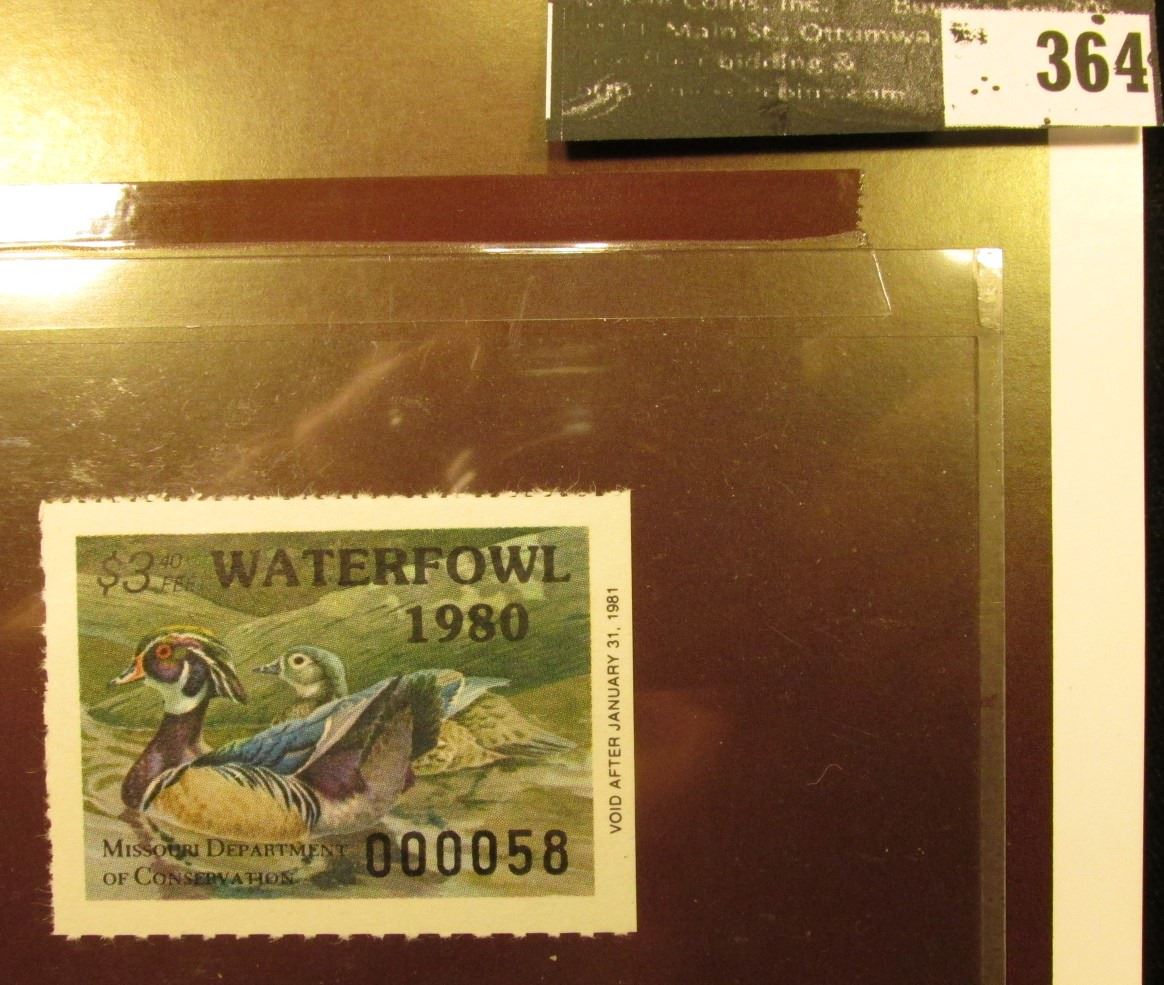 Main St. Ottumwa
364
$3.40 FEE WATERFOWL
1980
VOID AFTER JANUARY 31, 1981
MISSOURI DEPARTMENT
OF CONSERVATION
000058